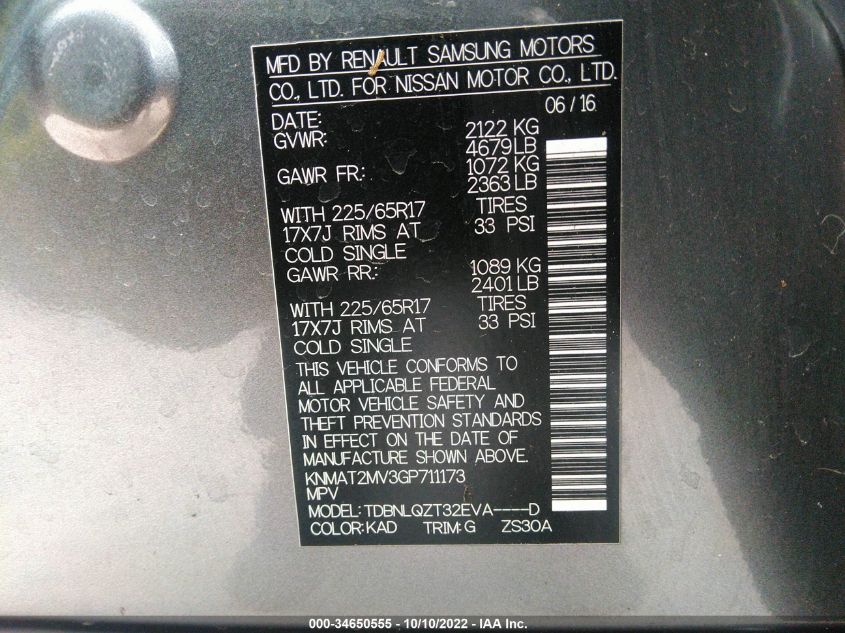 MFD BY RENAULT SAMSUNG MOTORS
CO., LTD. FOR NISSAN MOTOR CO., LTD.
DATE: 06 / 16
GVWR: 2122 KG
4679 LB
GAWR FR.: 1072 KG
2363 LB
WITH 225/65R17 TIRES
17X7J RIMS AT 33 PSI
COLD SINGLE
GAWR RR.: 1089 KG
2401 LB
WITH 225/65R17 TIRES
17X7J RIMS AT 33 PSI
COLD SINGLE
THIS VEHICLE CONFORMS TO
ALL APPLICABLE FEDERAL
MOTOR VEHICLE SAFETY AND
THEFT PREVENTION STANDARDS
IN EFFECT ON THE DATE OF
MANUFACTURE SHOWN ABOVE.
KNMAT2MV3GP711173
MPV
MODEL: TDBNLQZT32EVA----D
COLOR: KAD TRIM: G ZS30A
000-34650555 - 10/10/2022 - IAA Inc.